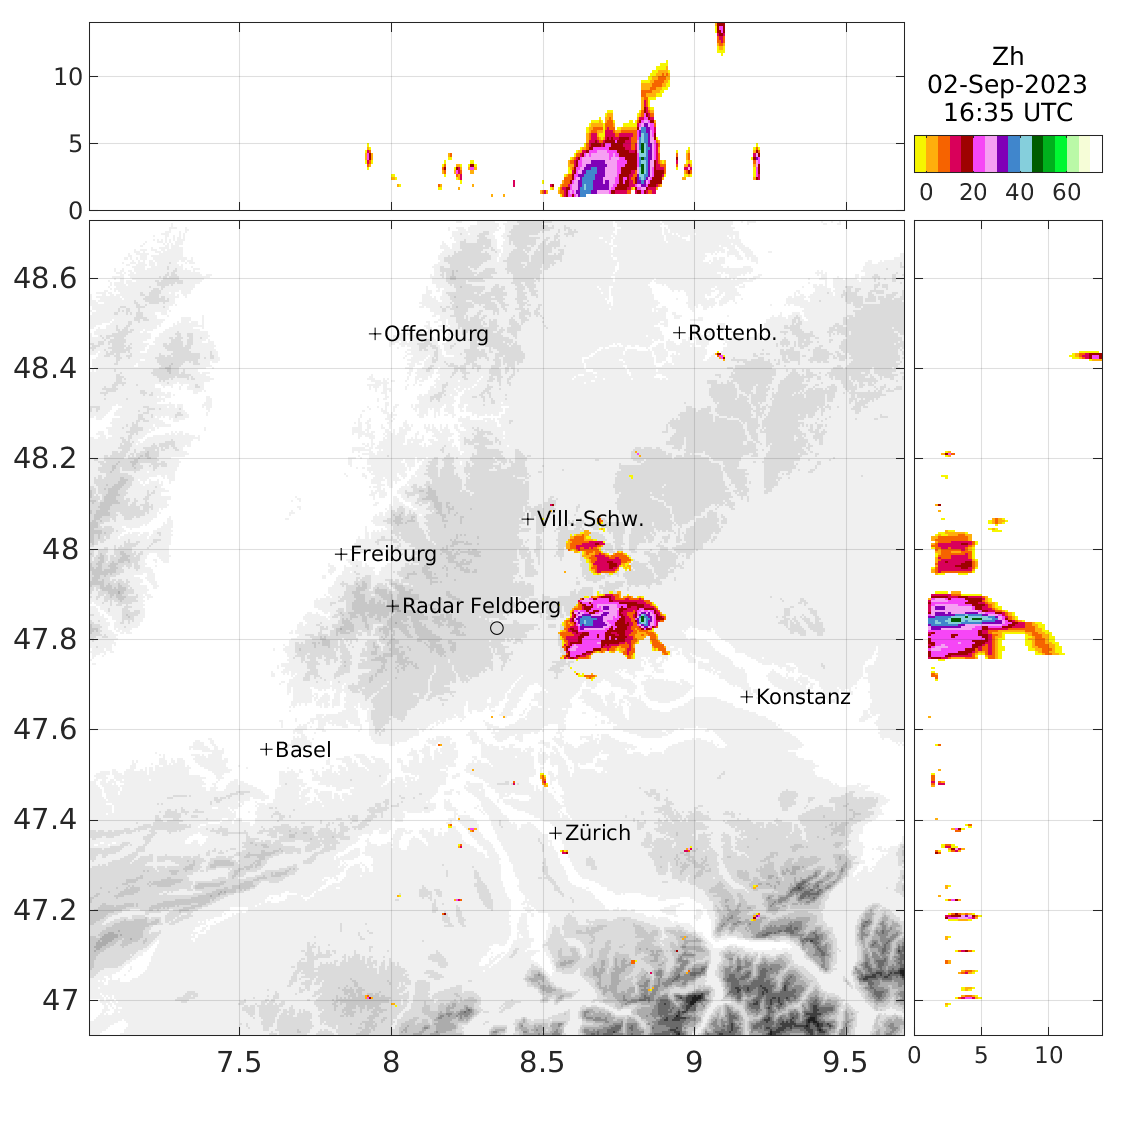 10
5
0
Zh
02-Sep-2023
16:35 UTC
0 20 40 60
48.6
48.4
48.2
48
47.8
47.6
47.4
47.2
47
+Offenburg
+Rottenb.
+Vill.-Schw.
+Freiburg
+Radar Feldberg
+Konstanz
+Basel
+Zürich
7.5 8 8.5 9 9.5
0 5 10